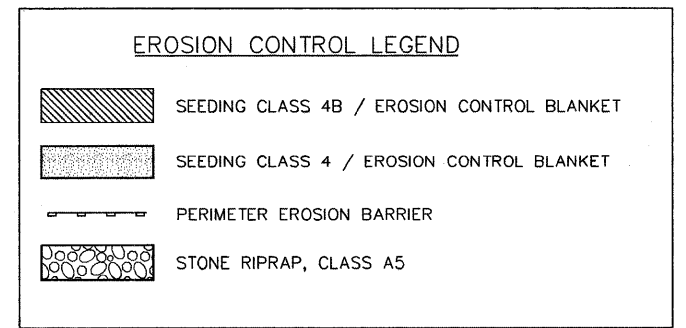 EROSION CONTROL LEGEND
SEEDING CLASS 4B / EROSION CONTROL BLANKET
SEEDING CLASS 4 / EROSION CONTROL BLANKET
PERIMETER EROSION BARRIER
STONE RIPRAP, CLASS A5